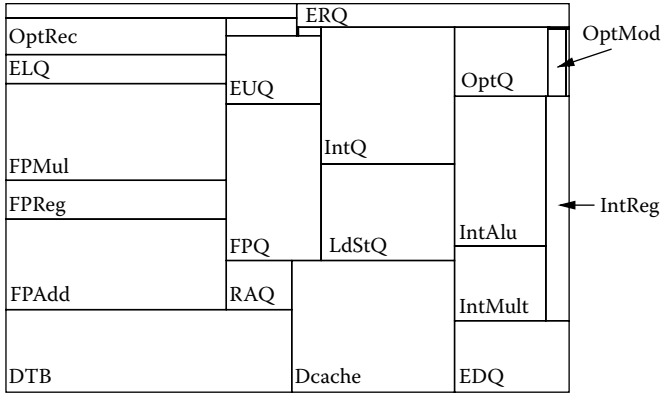 ERQ
OptRec
OptMod
ELQ
EUQ
OptQ
IntQ
FPMul
FPReg
IntReg
FPQ
LdStQ
IntAlu
FPAdd
RAQ
IntMult
DTB
Dcache
EDQ